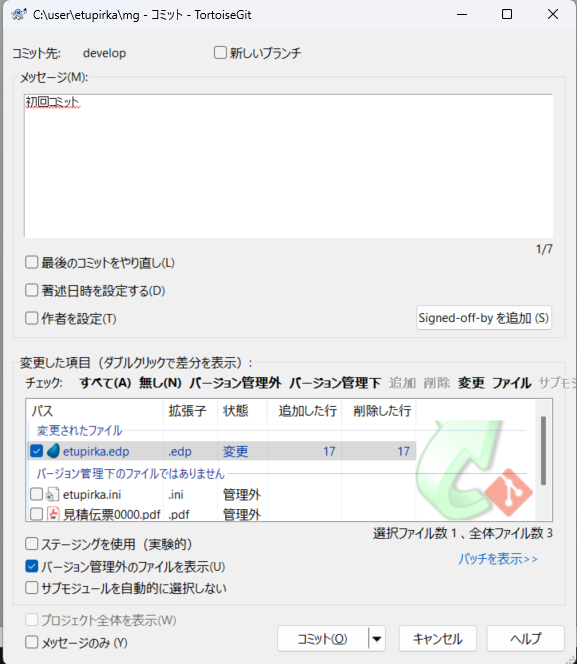 C:\user\etupirka\mg - コミット - TortoiseGit
コミット先: develop 新しいブランチ
メッセージ(M):
初回コミット
1/7
最後のコミットをやり直し(L)
著述日時を設定する(D)
作者を設定(T)
Signed-off-by を追加 (S)
変更した項目（ダブルクリックで差分を表示）:
チェック: すべて(A) 無し(N) バージョン管理外 バージョン管理下 追加 削除 変更 ファイル サブモジ
パス 拡張子 状態 追加した行 削除した行
変更されたファイル
etupirka.edp .edp 変更 17 17
バージョン管理下のファイルではありません
etupirka.ini .ini 管理外
見積伝票0000.pdf .pdf 管理外
選択ファイル数 1 、全体ファイル数 3
ステージングを使用（実験的）
バージョン管理外のファイルを表示(U)
パッチを表示>>
サブモジュールを自動的に選択しない
プロジェクト全体を表示(W)
メッセージのみ (Y)
コミット(O)
キャンセル
ヘルプ